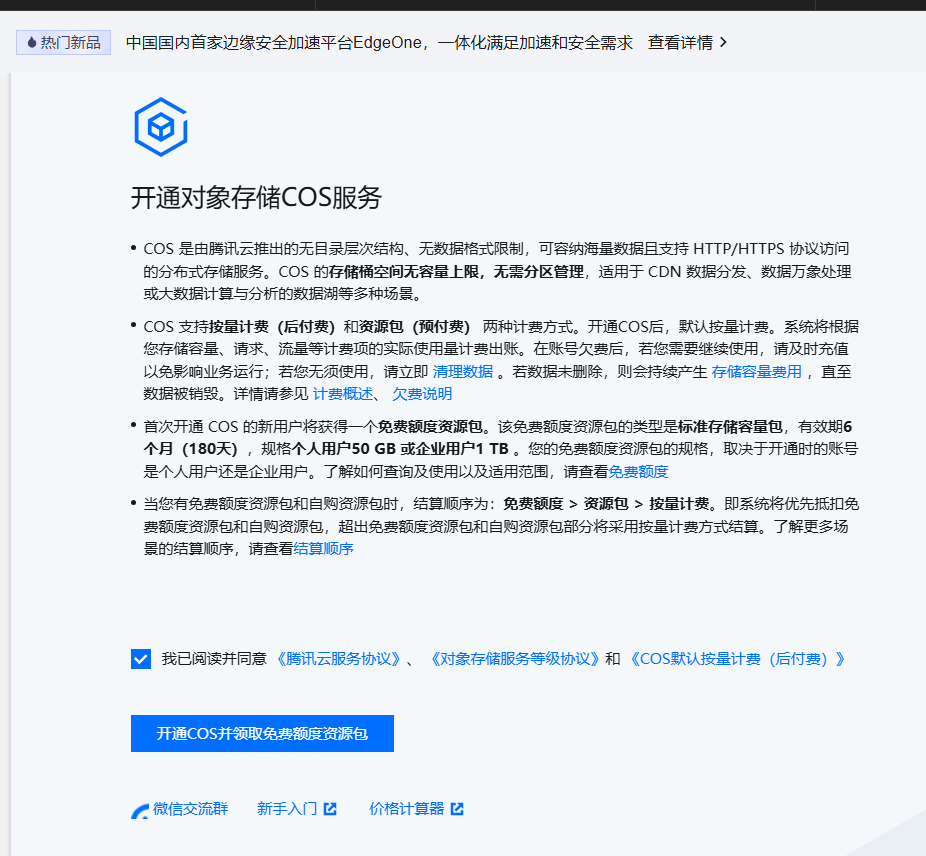 热门新品 中国国内首家边缘安全加速平台EdgeOne，一体化满足加速和安全需求 查看详情
开通对象存储COS服务
COS 是由腾讯云推出的无目录层次结构、无数据格式限制，可容纳海量数据且支持 HTTP/HTTPS 协议访问
的分布式存储服务。COS 的存储桶空间无容量上限，无需分区管理，适用于 CDN 数据分发、数据万象处理
或大数据计算与分析的数据湖等多种场景。
COS 支持按量计费（后付费）和资源包（预付费） 两种计费方式。开通COS后，默认按量计费。系统将根据
您存储容量、请求、流量等计费项的实际使用量计费出账。在账号欠费后，若您需要继续使用，请及时充值
以免影响业务运行；若您无须使用，请立即 清理数据 。若数据未删除，则会持续产生 存储容量费用 ，直至
数据被销毁。详情请参见 计费概述、 欠费说明
首次开通 COS 的新用户将获得一个免费额度资源包。该免费额度资源包的类型是标准存储容量包，有效期6
个月（180天），规格个人用户50 GB 或企业用户1 TB 。您的免费额度资源包的规格，取决于开通时的账号
是个人用户还是企业用户。了解如何查询及使用以及适用范围，请查看免费额度
当您有免费额度资源包和自购资源包时，结算顺序为：免费额度 > 资源包 > 按量计费。即系统将优先抵扣免
费额度资源包和自购资源包，超出免费额度资源包和自购资源包部分将采用按量计费方式结算。了解更多场
景的结算顺序，请查看结算顺序
我已阅读并同意 《腾讯云服务协议》、 《对象存储服务等级协议》和 《COS默认按量计费（后付费）》
开通COS并领取免费额度资源包
微信交流群 新手入门 价格计算器